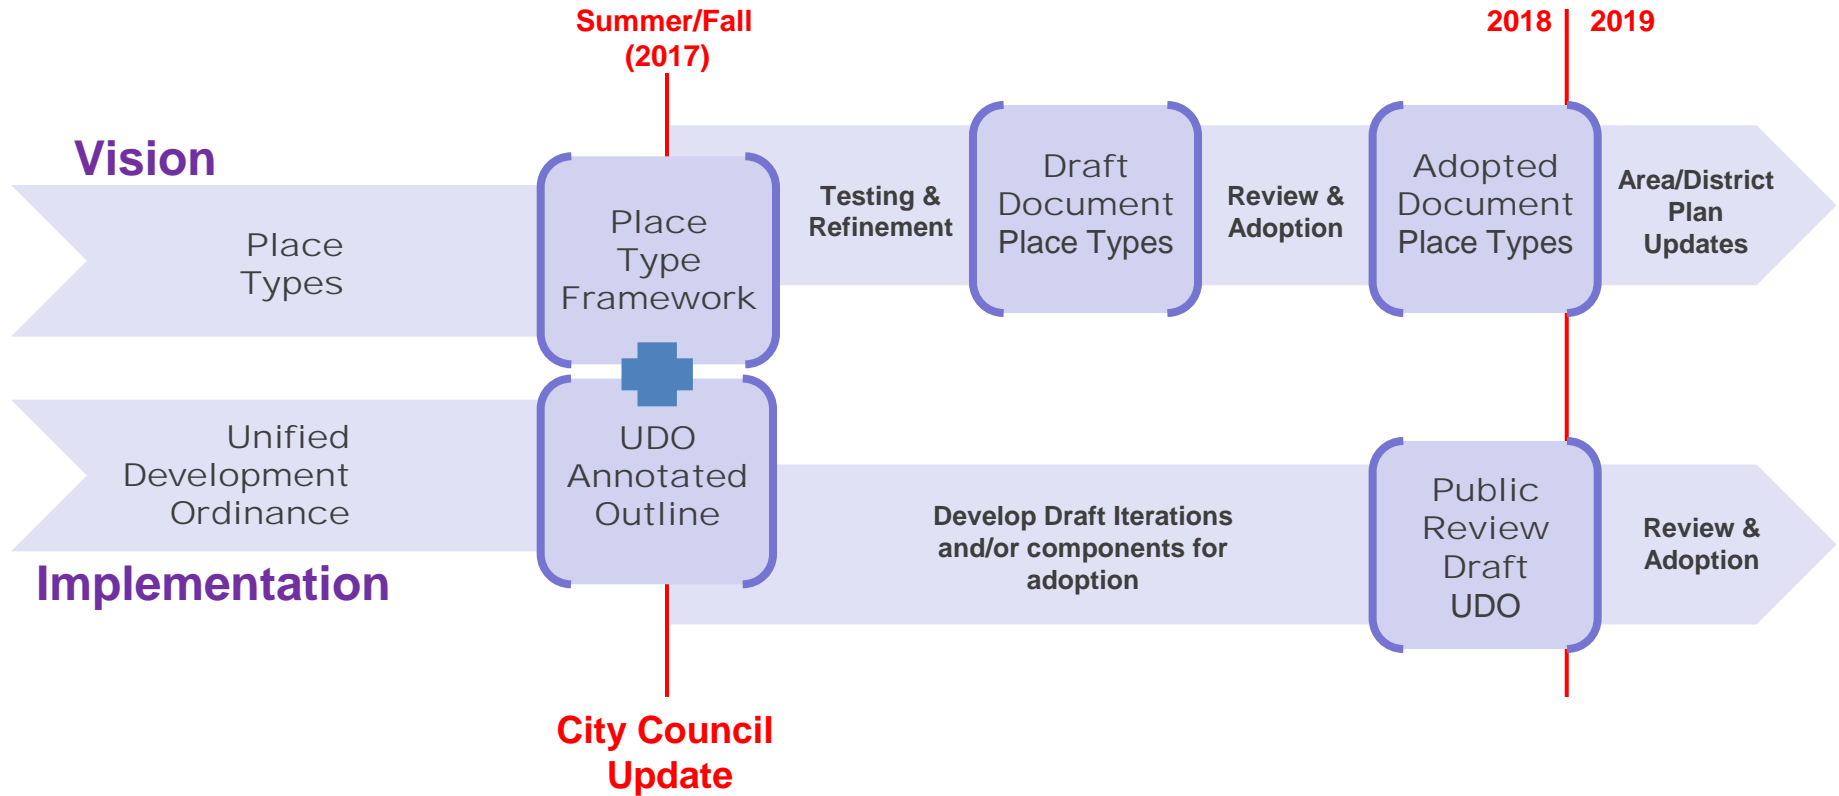 Summer/Fall
(2017)
2018
2019
Vision
Place
Types
Place
Type
Framework
Testing &
Refinement
Draft
Document
Place Types
Review &
Adoption
Adopted
Document
Place Types
Area/District
Plan
Updates
Unified
Development
Ordinance
UDO
Annotated
Outline
Develop Draft Iterations
and/or components for
adoption
Public
Review
Draft
UDO
Review &
Adoption
Implementation
City Council
Update